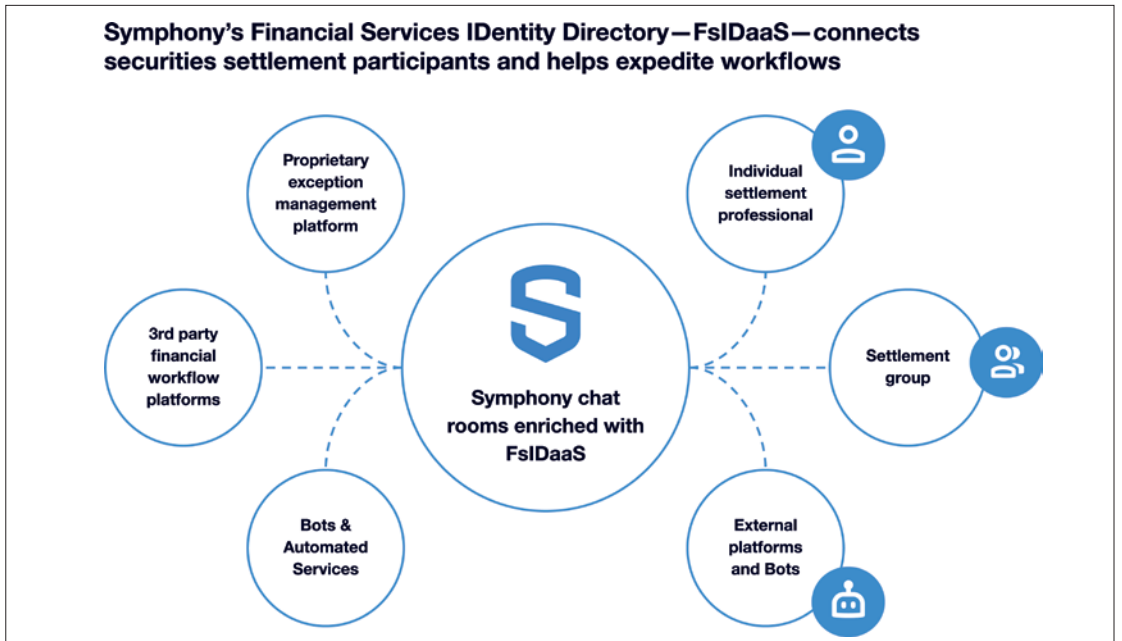 Symphony's Financial Services IDentity Directory—FsIDaaS—connects
securities settlement participants and helps expedite workflows
Proprietary
exception
management
platform
3rd party
financial
workflow
platforms
Bots &
Automated
Services
Symphony chat
rooms enriched with
FsIDaaS
Individual
settlement
professional
Settlement
group
External
platforms
and Bots